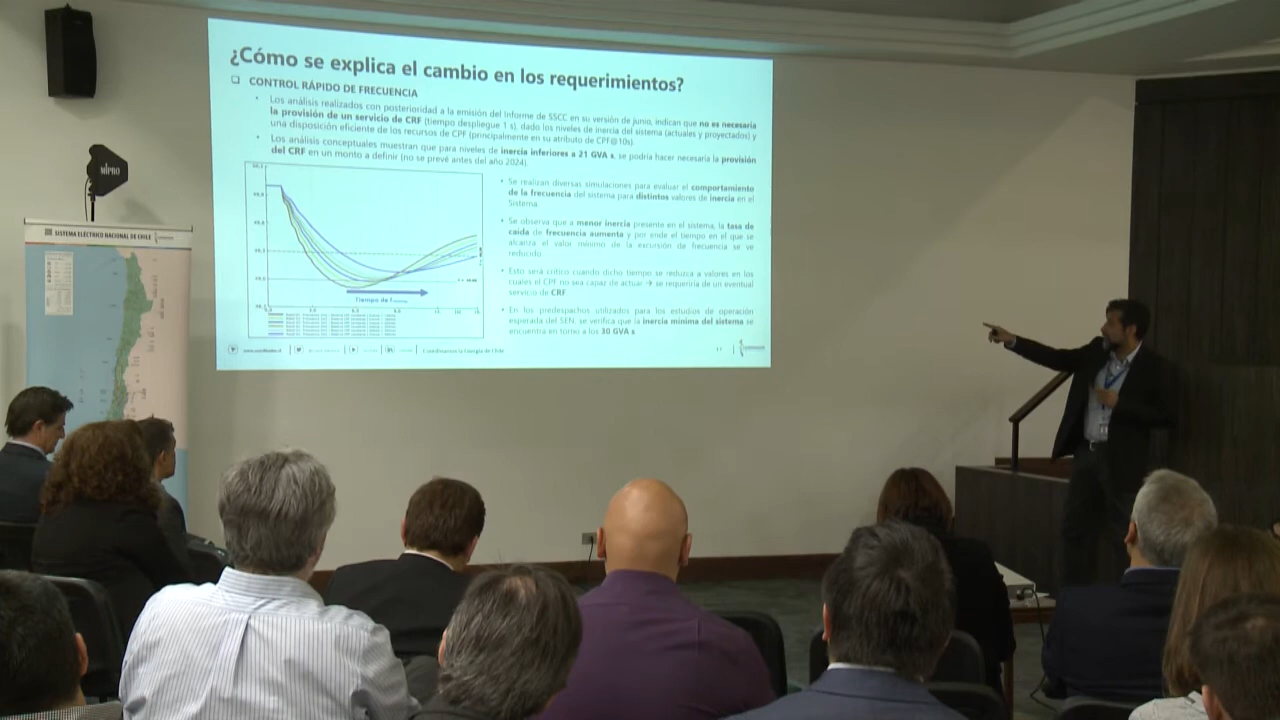 ¿Cómo se explica el cambio en los requerimientos?
CONTROL RÁPIDO DE FRECUENCIA
Los análisis realizados con posterioridad a la emisión del Informe de SSCC en su versión de junio, indican que no es necesaria
la provisión de un servicio de CRF (tiempo despliegue 1 s), dado los niveles de inercia del sistema (actuales y proyectados) y
una disposición eficiente de los recursos de CPF (principalmente en su atributo de CPF@10s).
Los análisis conceptuales muestran que para niveles de inercia inferiores a 21 GVA s, se podría hacer necesaria la provisión
del CRF en un monto a definir (no se prevé antes del año 2024).
Se realizan diversas simulaciones para evaluar el comportamiento
de la frecuencia del sistema para distintos valores de inercia en el
Sistema.
Se observa que a menor inercia presente en el sistema, la tasa de
caída de frecuencia aumenta y por ende el tiempo en el que se
alcanza el valor mínimo de la excursión de frecuencia se ve
reducido.
Esto será crítico cuando dicho tiempo se reduzca a valores en los
cuales el CPF no sea capaz de actuar → se requeriría de un eventual
servicio de CRF
En los predespachos utilizados para los estudios de operación
esperada del SEN, se verifica que la inercia mínima del sistema se
encuentra en torno a los 30 GVA s
Tiempo de
Coordinamos la Energía de Chile
MIPRO
SISTEMA ELÉCTRICO NACIONAL DE CHILE